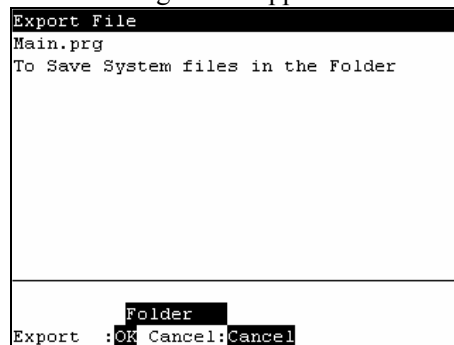 Export File
Main.prg
To Save System files in the Folder
Folder
Export :OK Cancel:Cancel